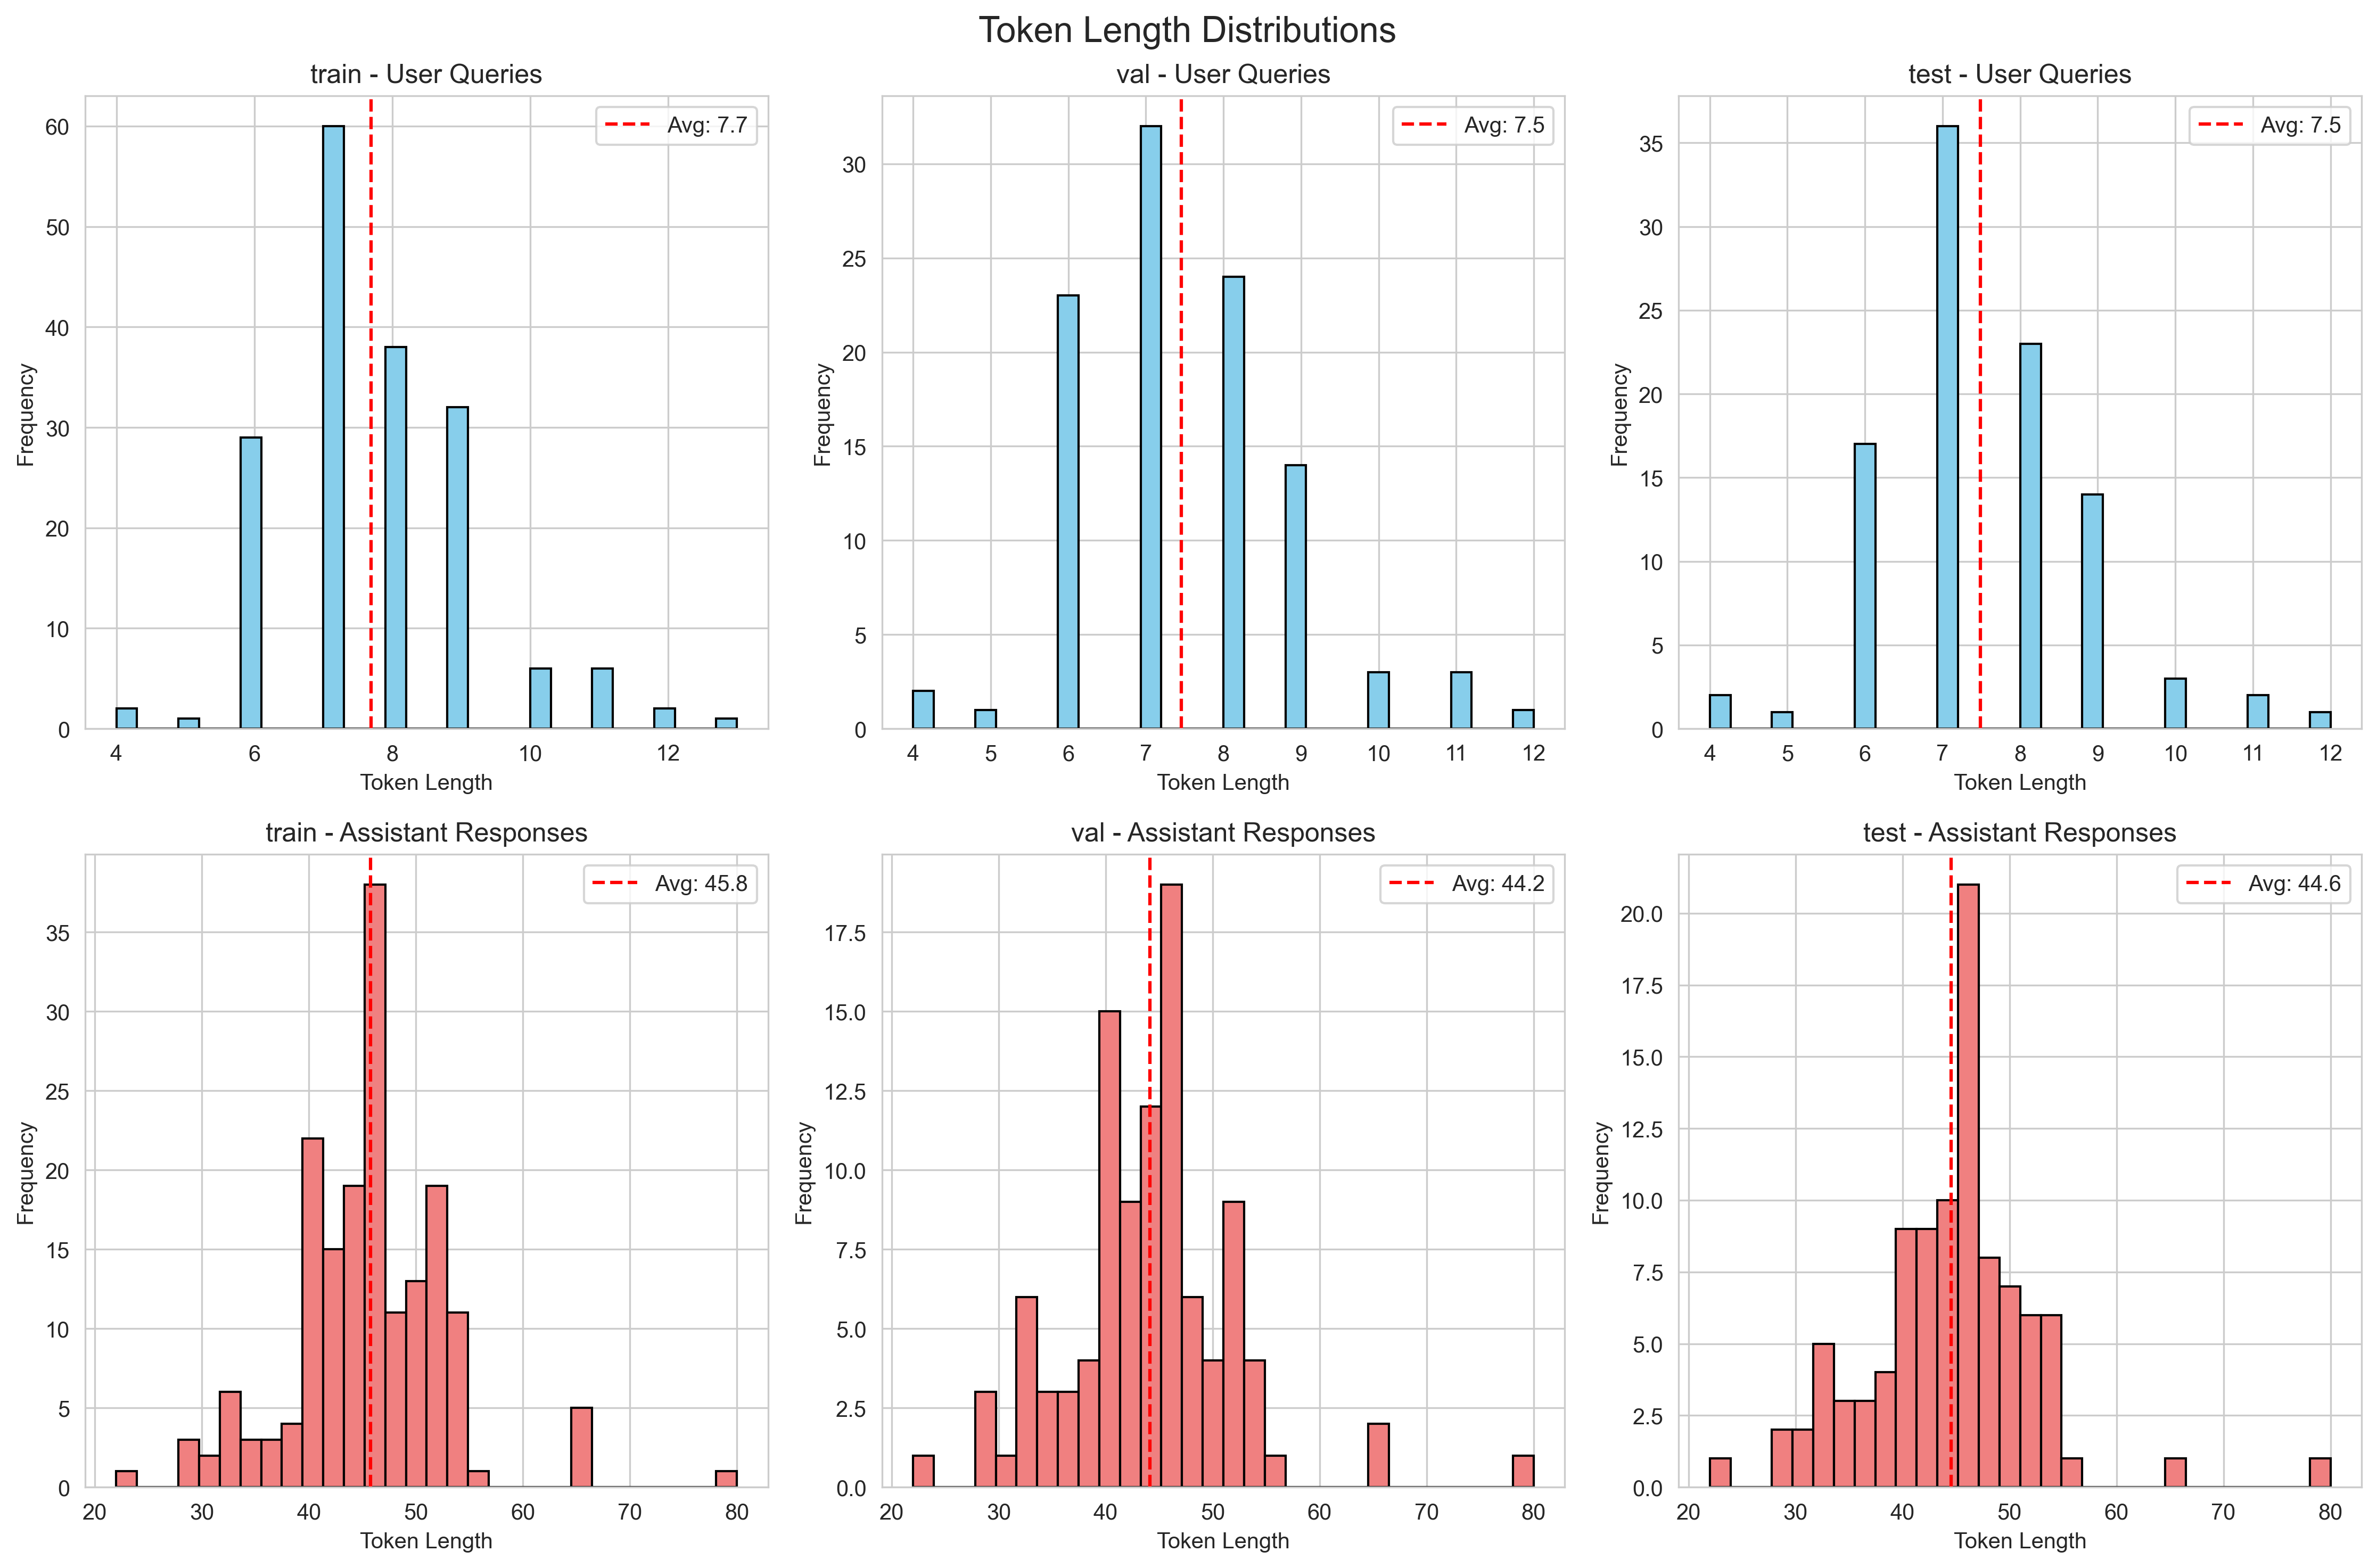 Token Length Distributions
train - User Queries
Avg: 7.7
60
50
40
30
20
10
0
Frequency
4 6 8 10 12
Token Length
val - User Queries
Avg: 7.5
30
25
20
15
10
5
0
Frequency
4 5 6 7 8 9 10 11 12
Token Length
test - User Queries
Avg: 7.5
35
30
25
20
15
10
5
0
Frequency
4 5 6 7 8 9 10 11 12
Token Length
train - Assistant Responses
Avg: 45.8
35
30
25
20
15
10
5
0
Frequency
20 30 40 50 60 70 80
Token Length
val - Assistant Responses
Avg: 44.2
17.5
15.0
12.5
10.0
7.5
5.0
2.5
0.0
Frequency
20 30 40 50 60 70 80
Token Length
test - Assistant Responses
Avg: 44.6
20.0
17.5
15.0
12.5
10.0
7.5
5.0
2.5
0.0
Frequency
20 30 40 50 60 70 80
Token Length